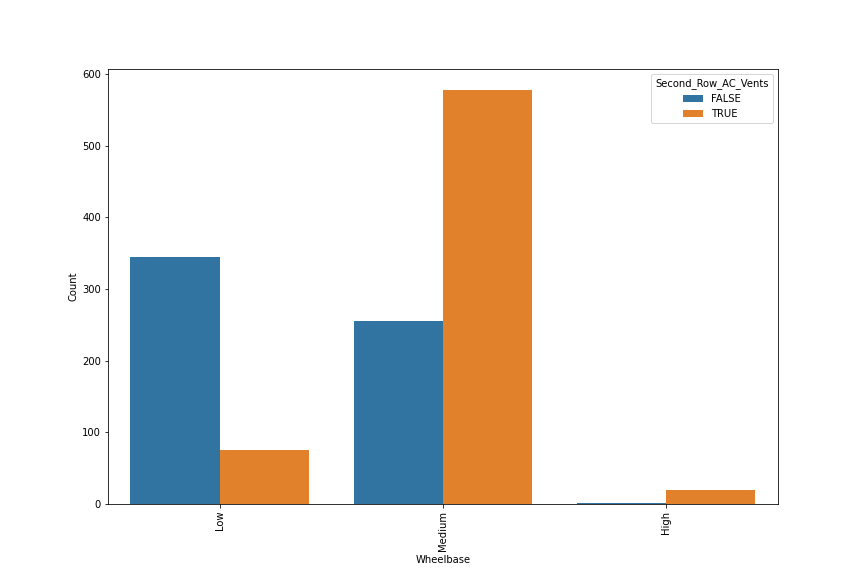 600
500
400
300
200
100
0
Count
Second_Row_AC_Vents
FALSE
TRUE
Low
Medium
High
Wheelbase